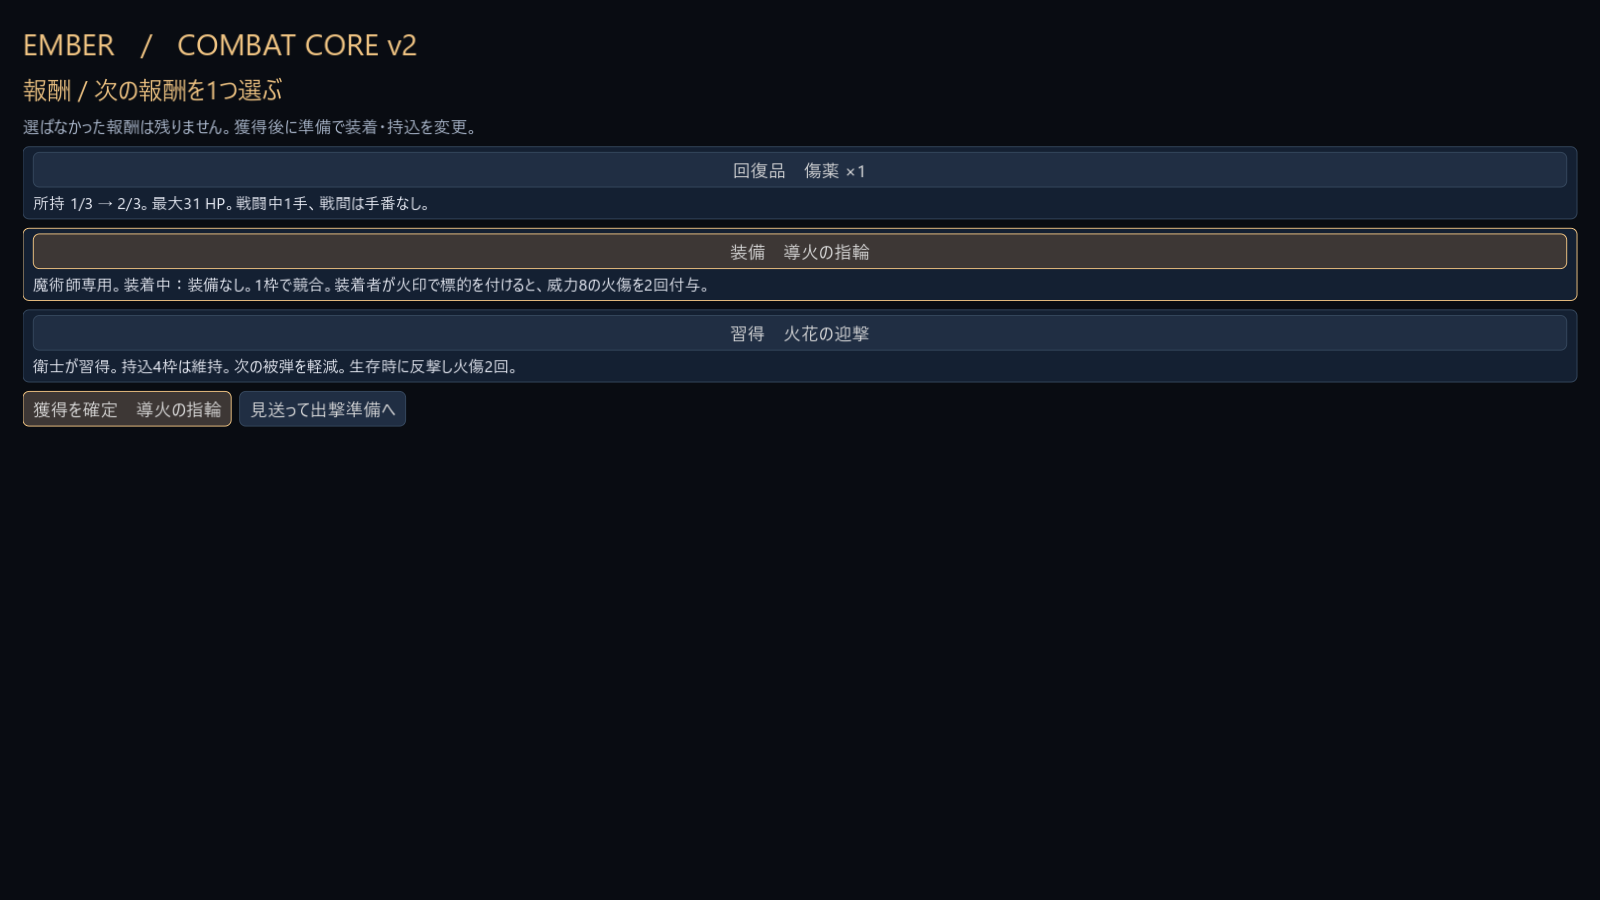 EMBER / COMBAT CORE v2
報酬 / 次の報酬を1つ選ぶ
選ばなかった報酬は残りません。獲得後に準備で装着・持込を変更。
回復品 傷薬 ×1
所持 1/3 → 2/3。最大31 HP。戦闘中1手、戦間は手番なし。
装備 導火の指輪
魔術師専用。装着中：装備なし。1枠で競合。装着者が火印で標的を付けると、威力8の火傷を2回付与。
習得 火花の迎撃
衛士が習得。持込4枠は維持。次の被弾を軽減。生存時に反撃し火傷2回。
獲得を確定 導火の指輪
見送って出撃準備へ